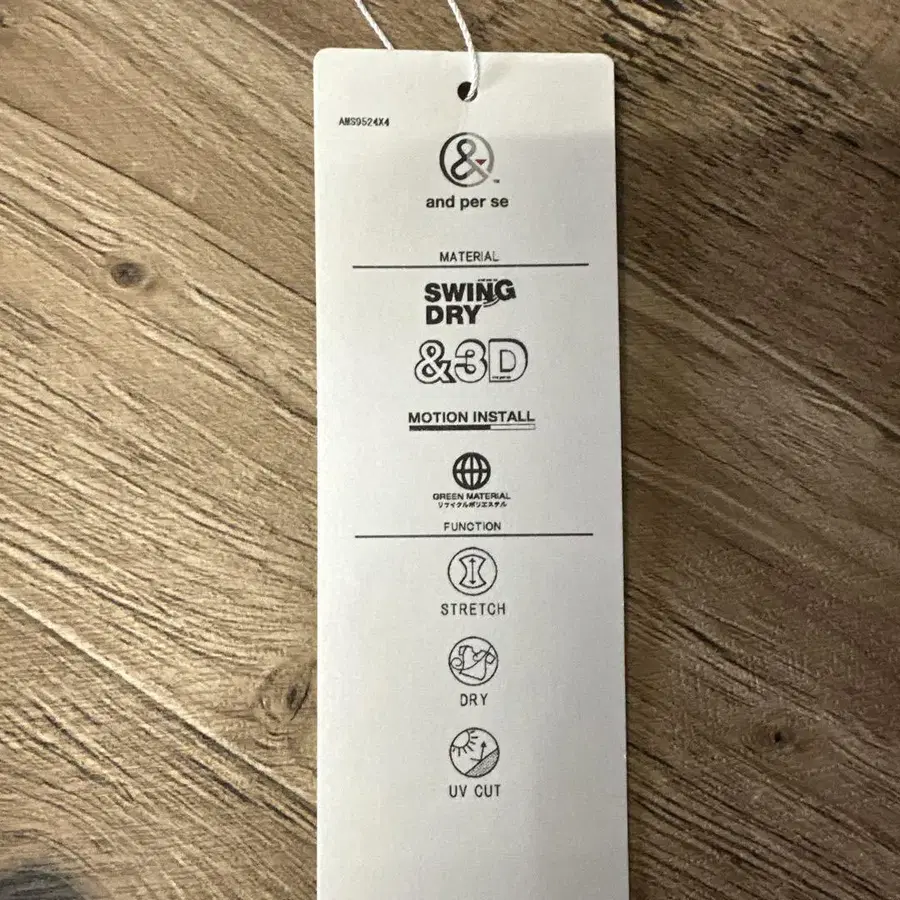 AMS9524X4
&
and per se
MATERIAL
SWING
DRY
&3D
MOTION INSTALL
GREEN MATERIAL
リサイクルポリエステル
FUNCTION
STRETCH
DRY
UV CUT